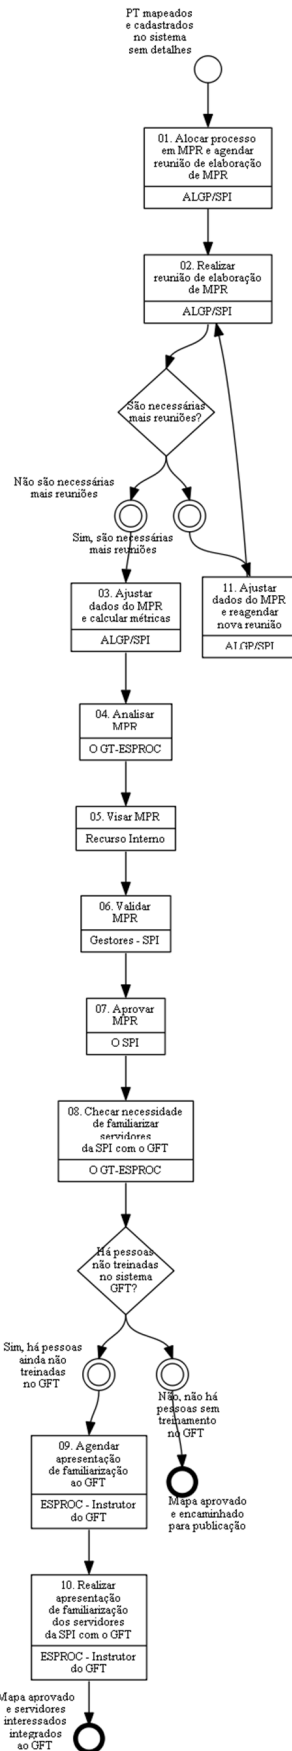 PT mapeados
e cadastrados
no sistema
sem detalhes
01. Alocar processo
em MPR e agendar
reunião de elaboração
de MPR
ALGP/SPI
02. Realizar
reunião de elaboração
de MPR
ALGP/SPI
São necessárias
mais reuniões?
Não são necessárias
mais reuniões
Sim, são necessárias
mais reuniões
03. Ajustar
dados do MPR
e calcular métricas
ALGP/SPI
11. Ajustar
dados do MPR
e reagendar
nova reunião
ALGP/SPI
04. Analisar
MPR
O GT-ESPROC
05. Visar MPR
Recurso Interno
06. Validar
MPR
Gestores - SPI
07. Aprovar
MPR
O SPI
08. Checar necessidade
de familiarizar
servidores
da SPI com o GFT
O GT-ESPROC
Há pessoas
não treinadas
no sistema
GFT?
Sim, há pessoas
ainda não
treinadas
no GFT
Não, não há
pessoas sem
treinamento
no GFT
09. Agendar
apresentação
de familiarização
ao GFT
ESPROC - Instrutor
do GFT
Mapa aprovado
e encaminhado
para publicação
10. Realizar
apresentação
de familiarização
dos servidores
da SPI com o GFT
ESPROC - Instrutor
do GFT
Mapa aprovado
e servidores
interessados
integrados
ao GFT